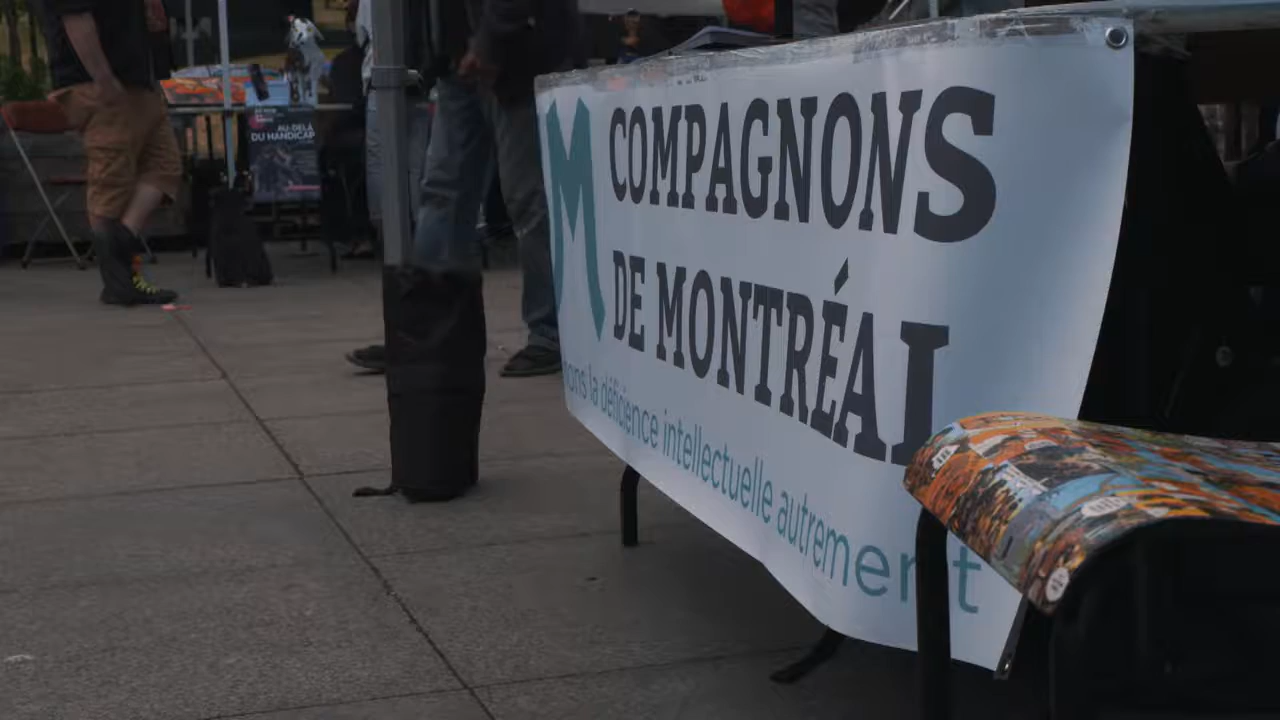 COMPAGNONS
DE MONTRÉAL
la déficience intellectuelle autrement
AU-DELÀ
DU HANDICAP